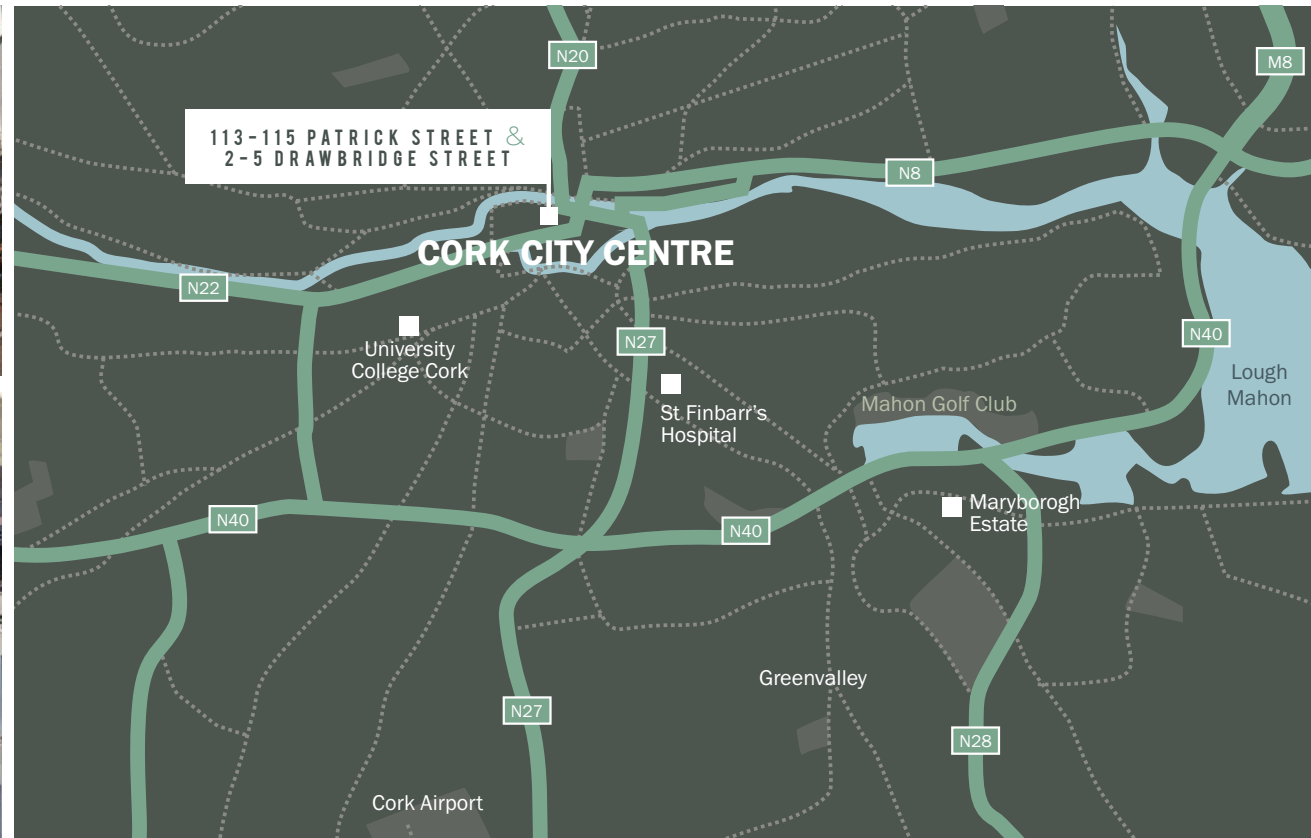 N20
M8
113-115 PATRICK STREET &
2-5 DRAWBRIDGE STREET
N8
CORK CITY CENTRE
N22
N27
N40
University
College Cork
Lough
Mahon
St Finbarr's
Hospital
Mahon Golf Club
Maryborogh
Estate
N40
N40
Greenvalley
N27
N28
Cork Airport